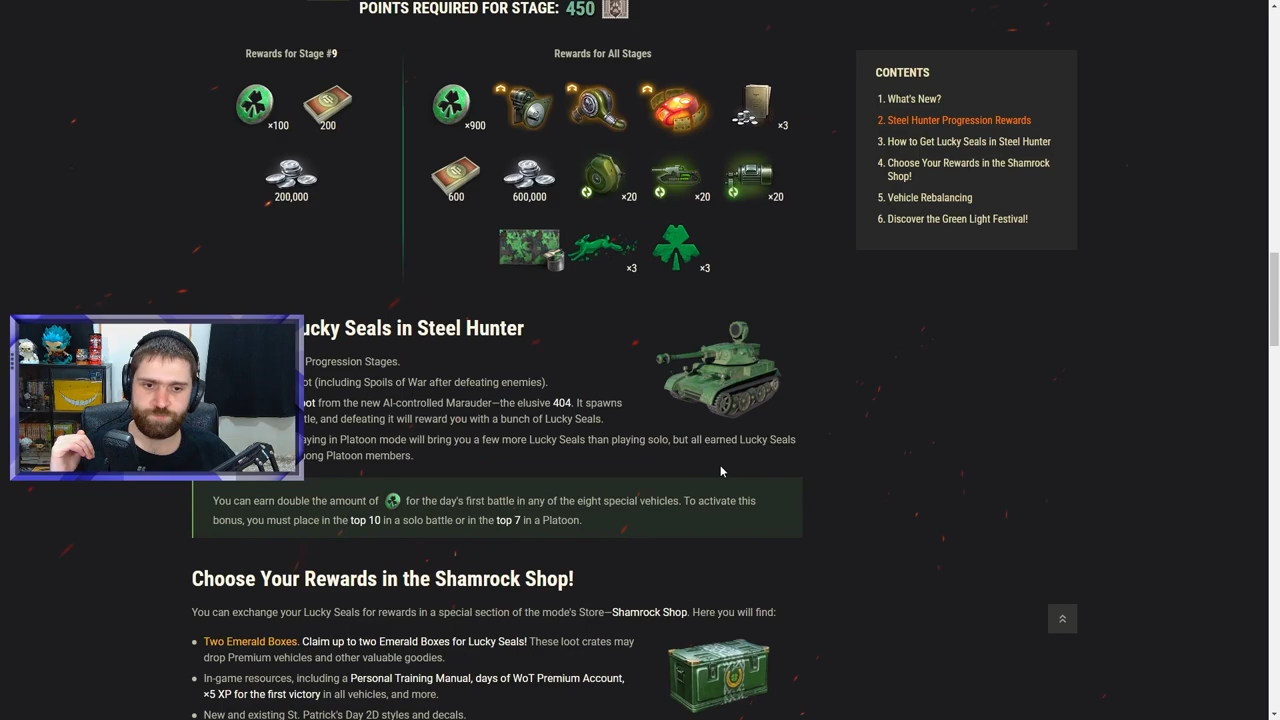 POINTS REQUIRED FOR STAGE: 450
Rewards for Stage #9
Rewards for All Stages
×100
200
200,000
×900
×3
600
600,000
×20
×20
×20
×3
×3
CONTENTS
1. What's New?
2. Steel Hunter Progression Rewards
3. How to Get Lucky Seals in Steel Hunter
4. Choose Your Rewards in the Shamrock
Shop!
5. Vehicle Rebalancing
6. Discover the Green Light Festival!
ucky Seals in Steel Hunter
Progression Stages.
ot (including Spoils of War after defeating enemies).
oot from the new AI-controlled Marauder—the elusive 404. It spawns
tle, and defeating it will reward you with a bunch of Lucky Seals.
aying in Platoon mode will bring you a few more Lucky Seals than playing solo, but all earned Lucky Seals
ong Platoon members.
You can earn double the amount of for the day's first battle in any of the eight special vehicles. To activate this
bonus, you must place in the top 10 in a solo battle or in the top 7 in a Platoon.
Choose Your Rewards in the Shamrock Shop!
You can exchange your Lucky Seals for rewards in a special section of the mode's Store—Shamrock Shop. Here you will find:
Two Emerald Boxes. Claim up to two Emerald Boxes for Lucky Seals! These loot crates may
drop Premium vehicles and other valuable goodies.
In-game resources, including a Personal Training Manual, days of WoT Premium Account,
×5 XP for the first victory in all vehicles, and more.
New and existing St. Patrick's Day 2D styles and decals.